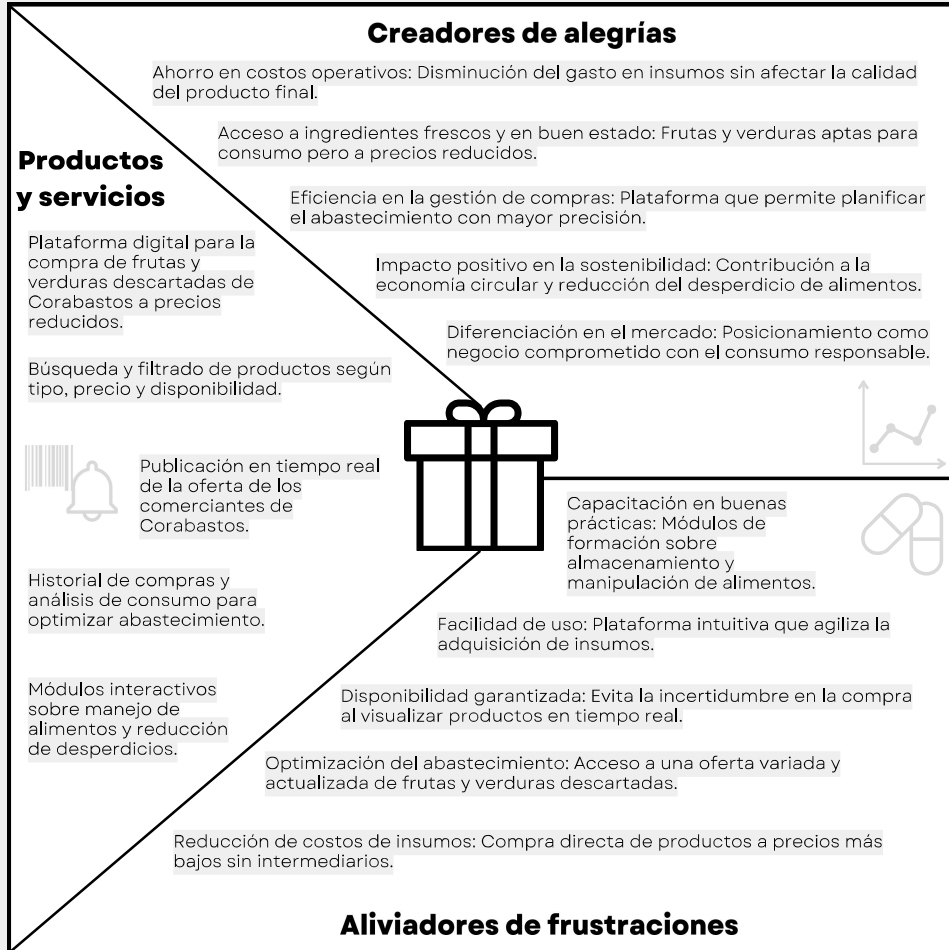 Creadores de alegrías
Ahorro en costos operativos: Disminución del gasto en insumos sin afectar la calidad
del producto final.
Acceso a ingredientes frescos y en buen estado: Frutas y verduras aptas para
consumo pero a precios reducidos.
Eficiencia en la gestión de compras: Plataforma que permite planificar
el abastecimiento con mayor precisión.
Impacto positivo en la sostenibilidad: Contribución a la
economía circular y reducción del desperdicio de alimentos.
Diferenciación en el mercado: Posicionamiento como
negocio comprometido con el consumo responsable.
Productos
y servicios
Plataforma digital para la
compra de frutas y
verduras descartadas de
Corabastos a precios
reducidos.
Búsqueda y filtrado de productos según
tipo, precio y disponibilidad.
Publicación en tiempo real
de la oferta de los
comerciantes de
Corabastos.
Historial de compras y
análisis de consumo para
optimizar abastecimiento.
Módulos interactivos
sobre manejo de
alimentos y reducción
de desperdicios.
Capacitación en buenas
prácticas: Módulos de
formación sobre
almacenamiento y
manipulación de alimentos.
Facilidad de uso: Plataforma intuitiva que agiliza la
adquisición de insumos.
Disponibilidad garantizada: Evita la incertidumbre en la compra
al visualizar productos en tiempo real.
Optimización del abastecimiento: Acceso a una oferta variada y
actualizada de frutas y verduras descartadas.
Reducción de costos de insumos: Compra directa de productos a precios más
bajos sin intermediarios.
Aliviadores de frustraciones